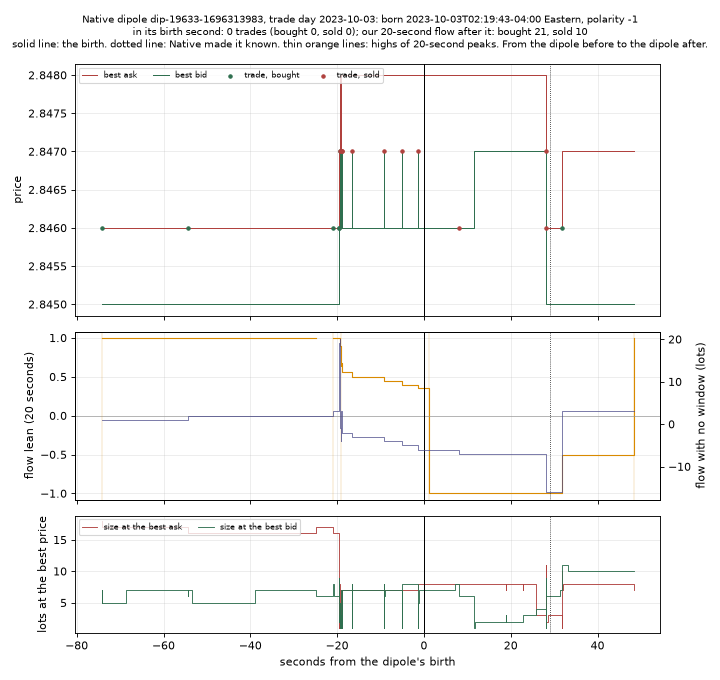 Native dipole dip-19633-1696313983, trade day 2023-10-03: born 2023-10-03T02:19:43-04:00 Eastern, polarity -1
in its birth second: 0 trades (bought 0, sold 0); our 20-second flow after it: bought 21, sold 10
solid line: the birth. dotted line: Native made it known. thin orange lines: highs of 20-second peaks. From the dipole before to the dipole after.
best ask
best bid
trade, bought
trade, sold
2.8480
2.8475
2.8470
2.8465
2.8460
2.8455
2.8450
price
1.0
0.5
0.0
−0.5
−1.0
flow lean (20 seconds)
20
10
0
−10
flow with no window (lots)
size at the best ask
size at the best bid
15
10
5
lots at the best price
−80
−60
−40
−20
0
20
40
seconds from the dipole's birth